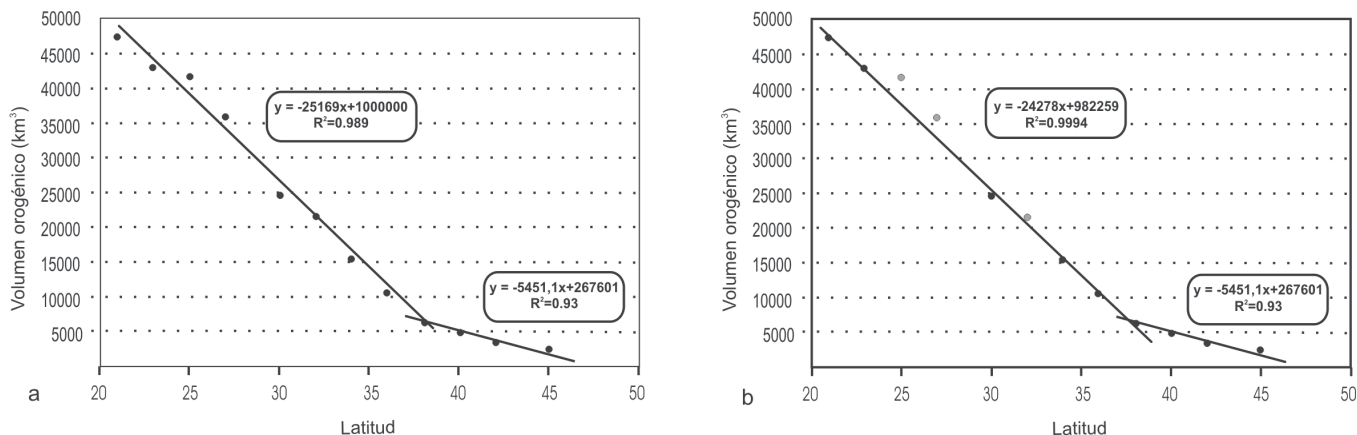 50000
45000
40000
35000
50000
25000
20000
15000
10000
5000
Volumen orogénico (km³)
y = -25169x+1000000
R²=0.989
y = -5451,1x+267601
R²=0.93
20
25
30
35
40
45
50
a
Latitud
50000
45000
40000
35000
50000
25000
20000
15000
10000
5000
Volumen orogénico (km³)
y = -24278x+982259
R²=0.9994
y = -5451,1x+267601
R²=0.93
20
25
30
35
40
45
50
b
Latitud